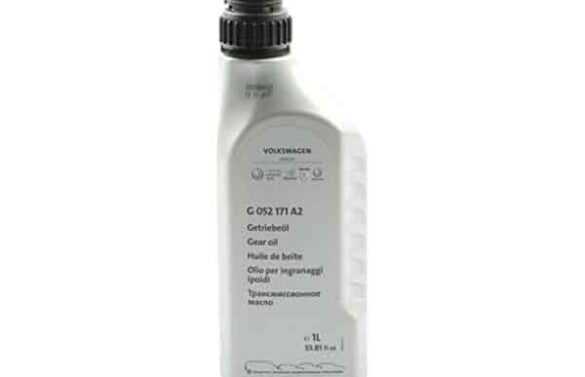 VOLKSWAGEN
G 052 171 A2
Getriebeöl
Gear oil
Huile de boîte
Olio per ingranaggi
ipoidi
Трансмиссионное
масло
1L
33.81 fl oz